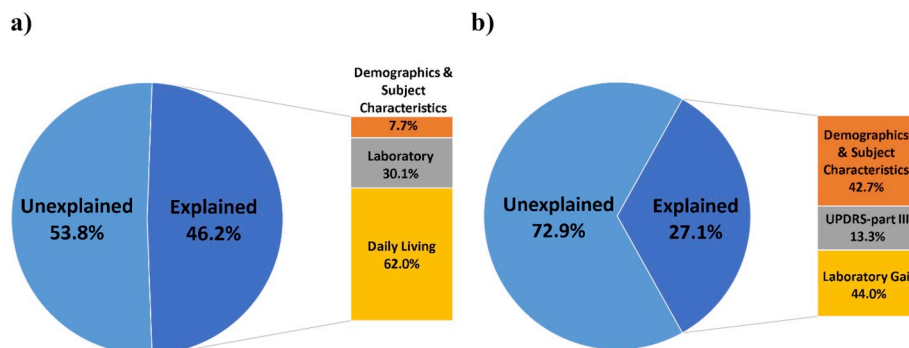 a)
Unexplained
53.8%
Explained
46.2%
Demographics &
Subject
Characteristics
7.7%
Laboratory
30.1%
Daily Living
62.0%
b)
Unexplained
72.9%
Explained
27.1%
Demographics
& Subject
Characteristics
42.7%
UPDRS-part III
13.3%
Laboratory Gai
44.0%